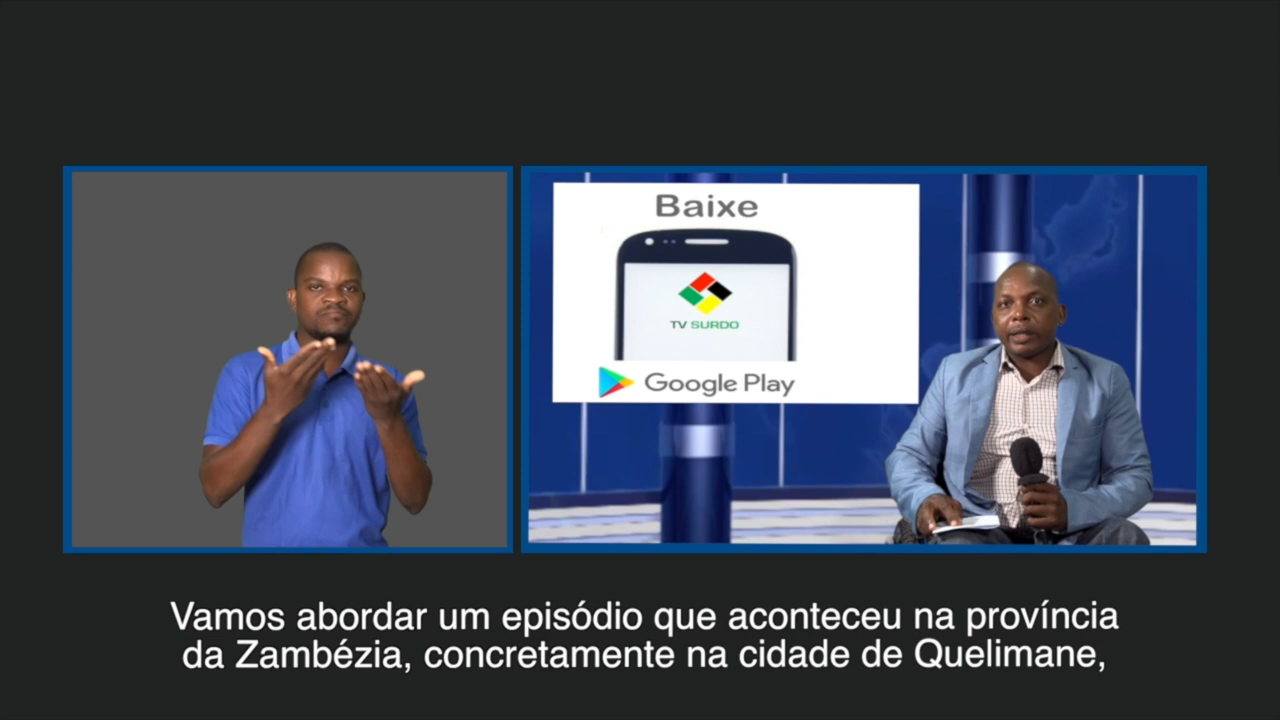 Baixe
TV SURDO
Google Play
Vamos abordar um episódio que aconteceu na província
da Zambézia, concretamente na cidade de Quelimane,